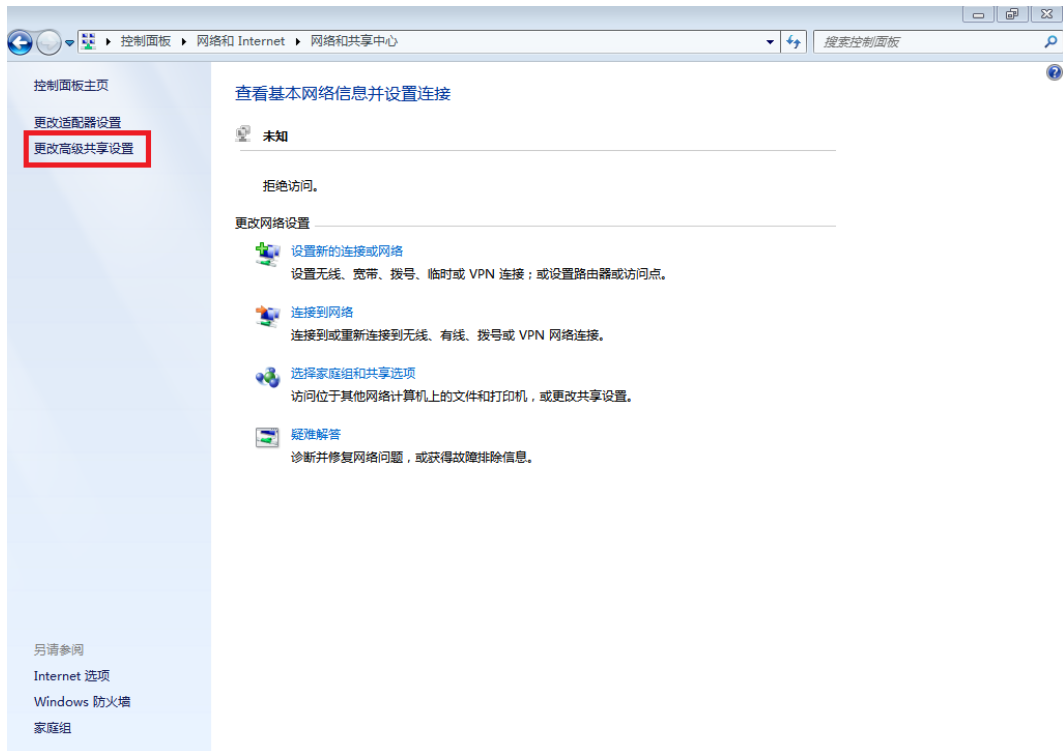 控制面板 ▸ 网络和 Internet ▸ 网络和共享中心
搜索控制面板
控制面板主页
更改适配器设置
更改高级共享设置
查看基本网络信息并设置连接
未知
拒绝访问。
更改网络设置
设置新的连接或网络
设置无线、宽带、拨号、临时或 VPN 连接；或设置路由器或访问点。
连接到网络
连接到或重新连接到无线、有线、拨号或 VPN 网络连接。
选择家庭组和共享选项
访问位于其他网络计算机上的文件和打印机，或更改共享设置。
疑难解答
诊断并修复网络问题，或获得故障排除信息。
另请参阅
Internet 选项
Windows 防火墙
家庭组